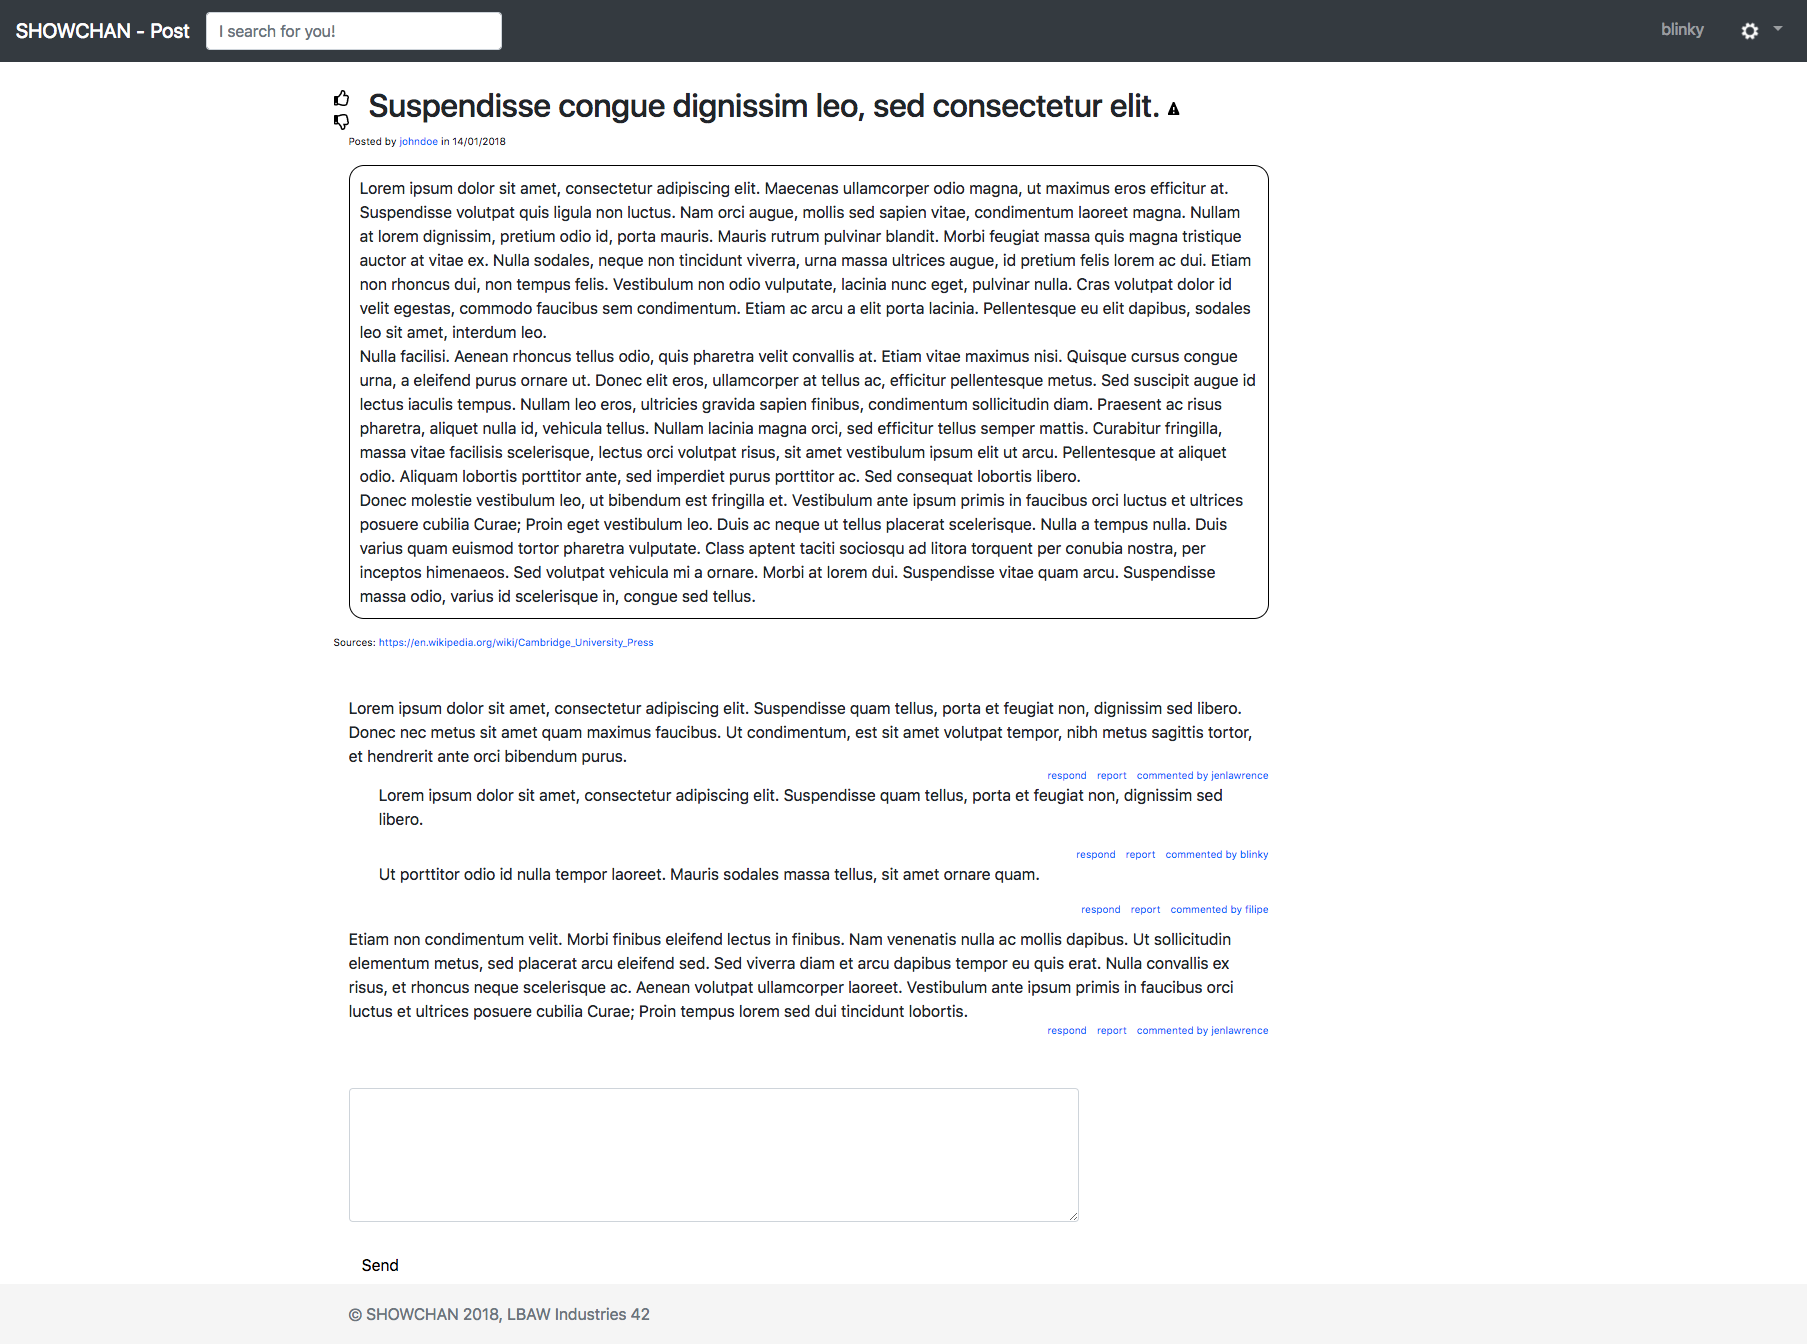 SHOWCHAN - Post
I search for you!
blinky
Suspendisse congue dignissim leo, sed consectetur elit.
Posted by johndoe in 14/01/2018
Lorem ipsum dolor sit amet, consectetur adipiscing elit. Maecenas ullamcorper odio magna, ut maximus eros efficitur at.
Suspendisse volutpat quis ligula non luctus. Nam orci augue, mollis sed sapien vitae, condimentum laoreet magna. Nullam
at lorem dignissim, pretium odio id, porta mauris. Mauris rutrum pulvinar blandit. Morbi feugiat massa quis magna tristique
auctor at vitae ex. Nulla sodales, neque non tincidunt viverra, urna massa ultrices augue, id pretium felis lorem ac dui. Etiam
non rhoncus dui, non tempus felis. Vestibulum non odio vulputate, lacinia nunc eget, pulvinar nulla. Cras volutpat dolor id
velit egestas, commodo faucibus sem condimentum. Etiam ac arcu a elit porta lacinia. Pellentesque eu elit dapibus, sodales
leo sit amet, interdum leo.
Nulla facilisi. Aenean rhoncus tellus odio, quis pharetra velit convallis at. Etiam vitae maximus nisi. Quisque cursus congue
urna, a eleifend purus ornare ut. Donec elit eros, ullamcorper at tellus ac, efficitur pellentesque metus. Sed suscipit augue id
lectus iaculis tempus. Nullam leo eros, ultricies gravida sapien finibus, condimentum sollicitudin diam. Praesent ac risus
pharetra, aliquet nulla id, vehicula tellus. Nullam lacinia magna orci, sed efficitur tellus semper mattis. Curabitur fringilla,
massa vitae facilisis scelerisque, lectus orci volutpat risus, sit amet vestibulum ipsum elit ut arcu. Pellentesque at aliquet
odio. Aliquam lobortis porttitor ante, sed imperdiet purus porttitor ac. Sed consequat lobortis libero.
Donec molestie vestibulum leo, ut bibendum est fringilla et. Vestibulum ante ipsum primis in faucibus orci luctus et ultrices
posuere cubilia Curae; Proin eget vestibulum leo. Duis ac neque ut tellus placerat scelerisque. Nulla a tempus nulla. Duis
varius quam euismod tortor pharetra vulputate. Class aptent taciti sociosqu ad litora torquent per conubia nostra, per
inceptos himenaeos. Sed volutpat vehicula mi a ornare. Morbi at lorem dui. Suspendisse vitae quam arcu. Suspendisse
massa odio, varius id scelerisque in, congue sed tellus.
Sources: https://en.wikipedia.org/wiki/Cambridge_University_Press
Lorem ipsum dolor sit amet, consectetur adipiscing elit. Suspendisse quam tellus, porta et feugiat non, dignissim sed libero.
Donec nec metus sit amet quam maximus faucibus. Ut condimentum, est sit amet volutpat tempor, nibh metus sagittis tortor,
et hendrerit ante orci bibendum purus.
respond report commented by jenlawrence
Lorem ipsum dolor sit amet, consectetur adipiscing elit. Suspendisse quam tellus, porta et feugiat non, dignissim sed
libero.
respond report commented by blinky
Ut porttitor odio id nulla tempor laoreet. Mauris sodales massa tellus, sit amet ornare quam.
respond report commented by filipe
Etiam non condimentum velit. Morbi finibus eleifend lectus in finibus. Nam venenatis nulla ac mollis dapibus. Ut sollicitudin
elementum metus, sed placerat arcu eleifend sed. Sed viverra diam et arcu dapibus tempor eu quis erat. Nulla convallis ex
risus, et rhoncus neque scelerisque ac. Aenean volutpat ullamcorper laoreet. Vestibulum ante ipsum primis in faucibus orci
luctus et ultrices posuere cubilia Curae; Proin tempus lorem sed dui tincidunt lobortis.
respond report commented by jenlawrence
Send
© SHOWCHAN 2018, LBAW Industries 42